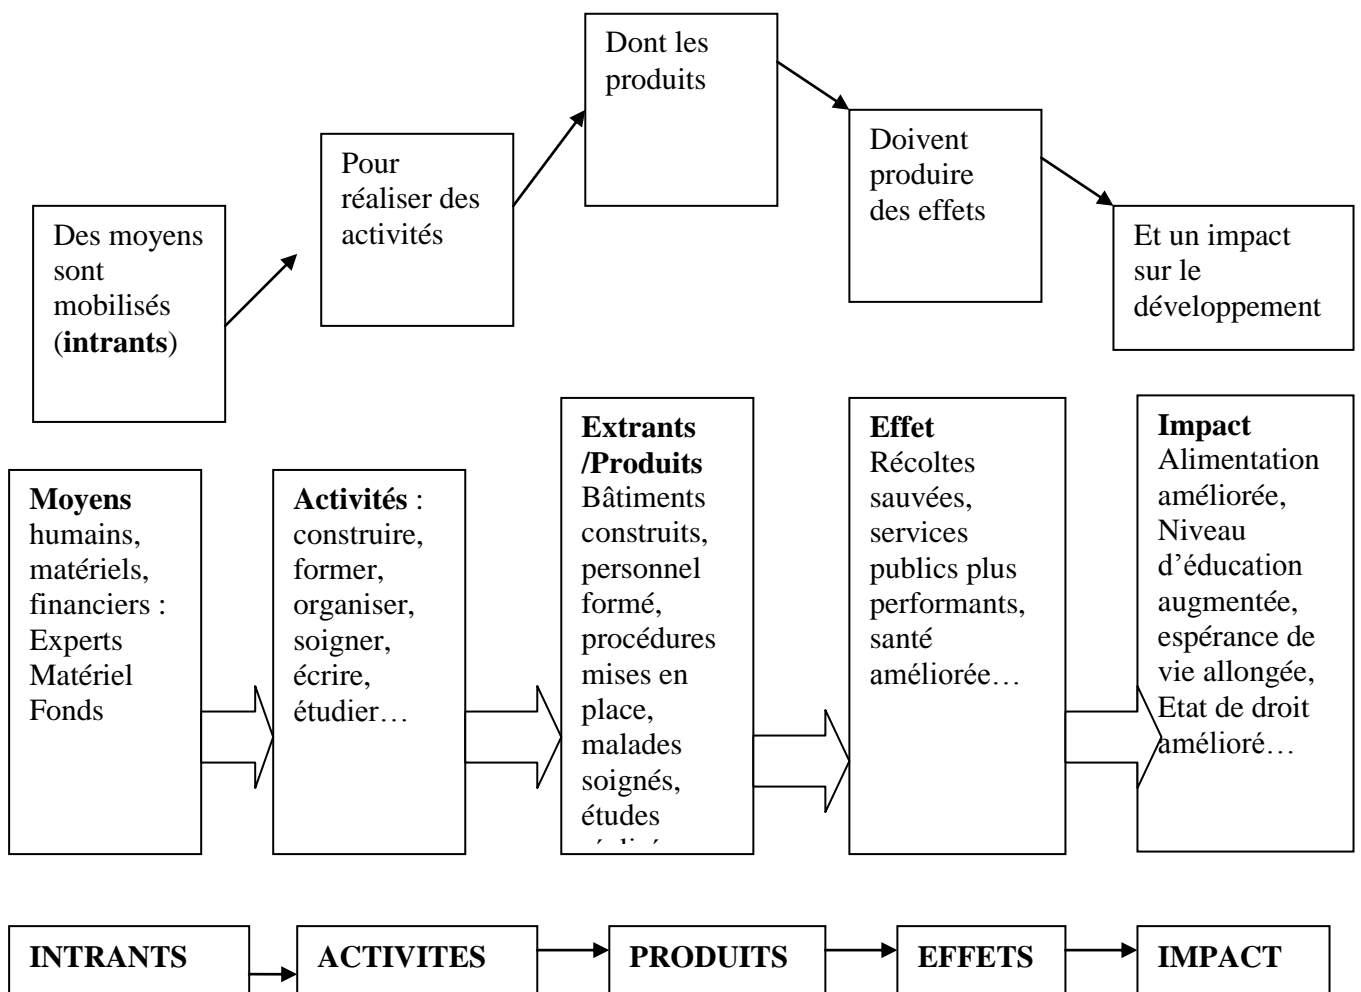 Dont les
produits
Pour
réaliser des
activités
Doivent
produire
des effets
Des moyens
sont
mobilisés
(intrants)
Et un impact
sur le
développement
Moyens
humains,
matériels,
financiers :
Experts
Matériel
Fonds
Activités :
construire,
former,
organiser,
soigner,
écrire,
étudier…
Extrants
/Produits
Bâtiments
construits,
personnel
formé,
procédures
mises en
place,
malades
soignés,
études
Effet
Récoltes
sauvées,
services
publics plus
performants,
santé
améliorée…
Impact
Alimentation
améliorée,
Niveau
d’éducation
augmentée,
espérance de
vie allongée,
Etat de droit
amélioré…
INTRANTS
ACTIVITES
PRODUITS
EFFETS
IMPACT